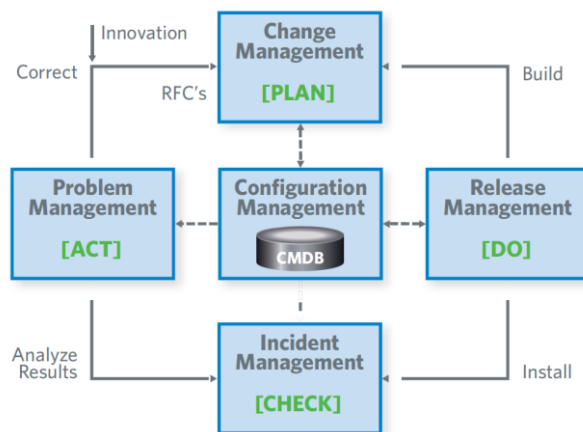 Innovation
Correct
RFC's
Change
Management
[PLAN]
Build
Problem
Management
[ACT]
Configuration
Management
CMDB
Release
Management
[DO]
Analyze
Results
Incident
Management
[CHECK]
Install